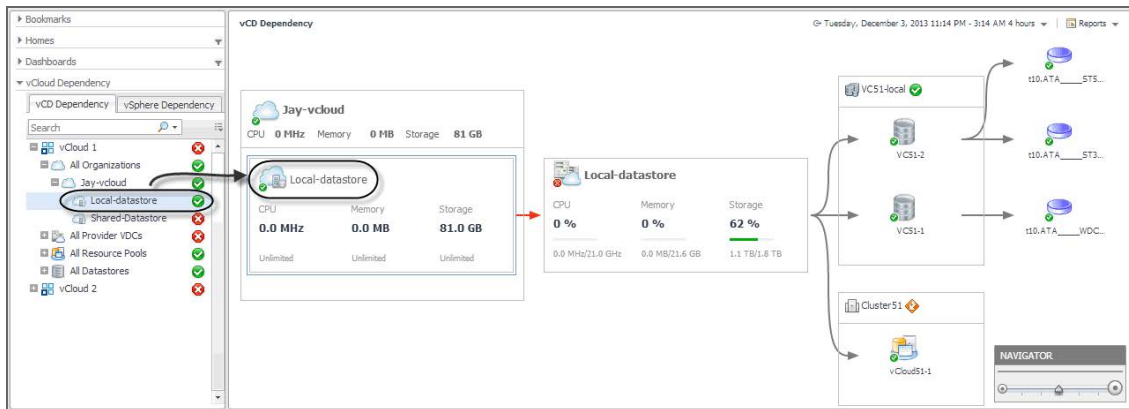 Bookmarks
Homes
Dashboards
vCloud Dependency
vCD Dependency vSphere Dependency
Search
vCloud 1
All Organizations
Jay-vcloud
Local-datastore
Shared-Datastore
All Provider VDCs
All Resource Pools
All Datastores
vCloud 2
vCD Dependency
Tuesday, December 3, 2013 11:14 PM - 3:14 AM 4 hours Reports
Jay-vcloud
CPU 0 MHz Memory 0 MB Storage 81 GB
Local-datastore
CPU Memory Storage
0.0 MHz 0.0 MB 81.0 GB
Unlimited Unlimited Unlimited
Local-datastore
CPU Memory Storage
0 % 0 % 62 %
0.0 MHz/21.0 GHz 0.0 MB/21.6 GB 1.1 TB/1.8 TB
VC51-local
VC51-2
VC51-1
Cluster51
vCloud51-1
t10.ATA_____ST5...
t10.ATA_____ST3...
t10.ATA_____WDC...
NAVIGATOR